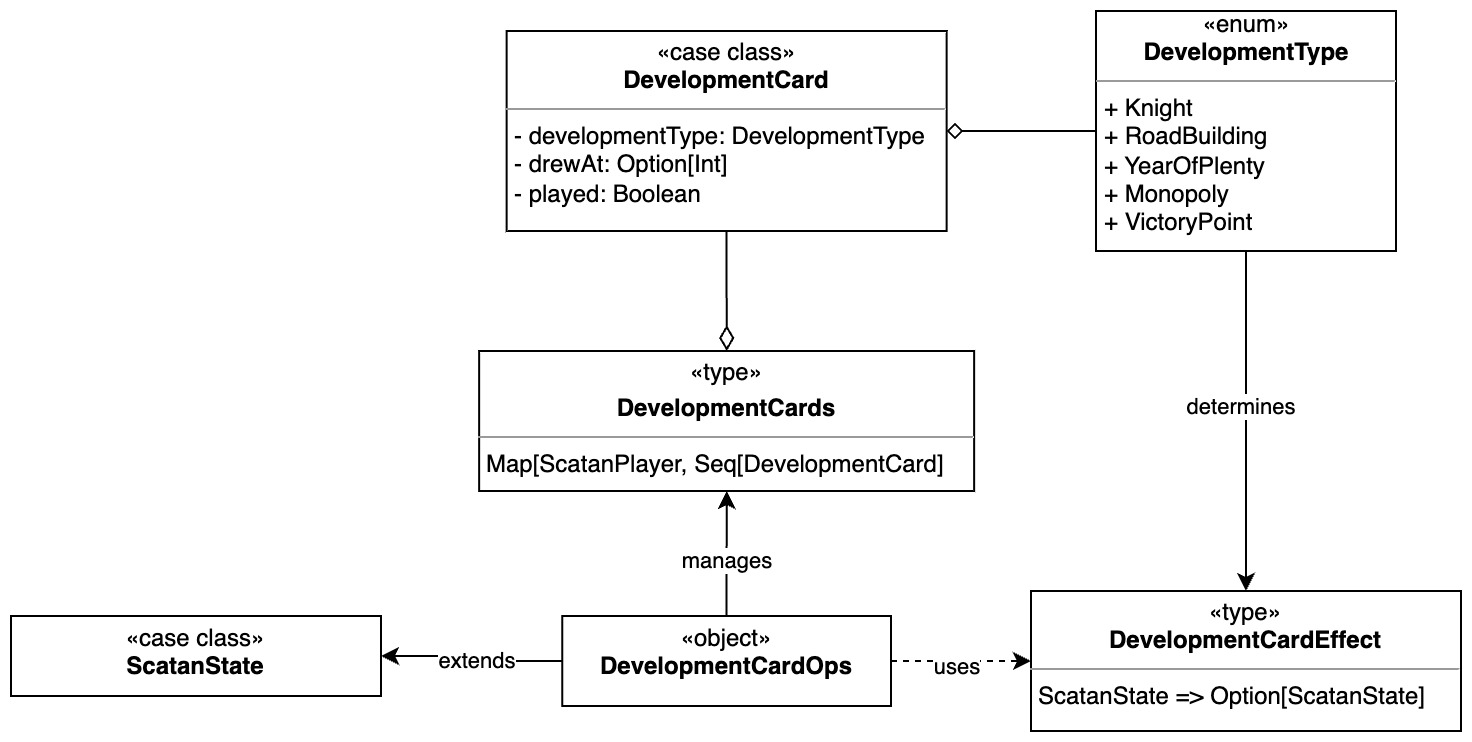 «case class»
DevelopmentCard
- developmentType: DevelopmentType
- drewAt: Option[Int]
- played: Boolean
«enum»
DevelopmentType
+ Knight
+ RoadBuilding
+ YearOfPlenty
+ Monopoly
+ VictoryPoint
«type»
DevelopmentCards
Map[ScatanPlayer, Seq[DevelopmentCard]
determines
manages
«case class»
ScatanState
extends
«object»
DevelopmentCardOps
uses
«type»
DevelopmentCardEffect
ScatanState => Option[ScatanState]